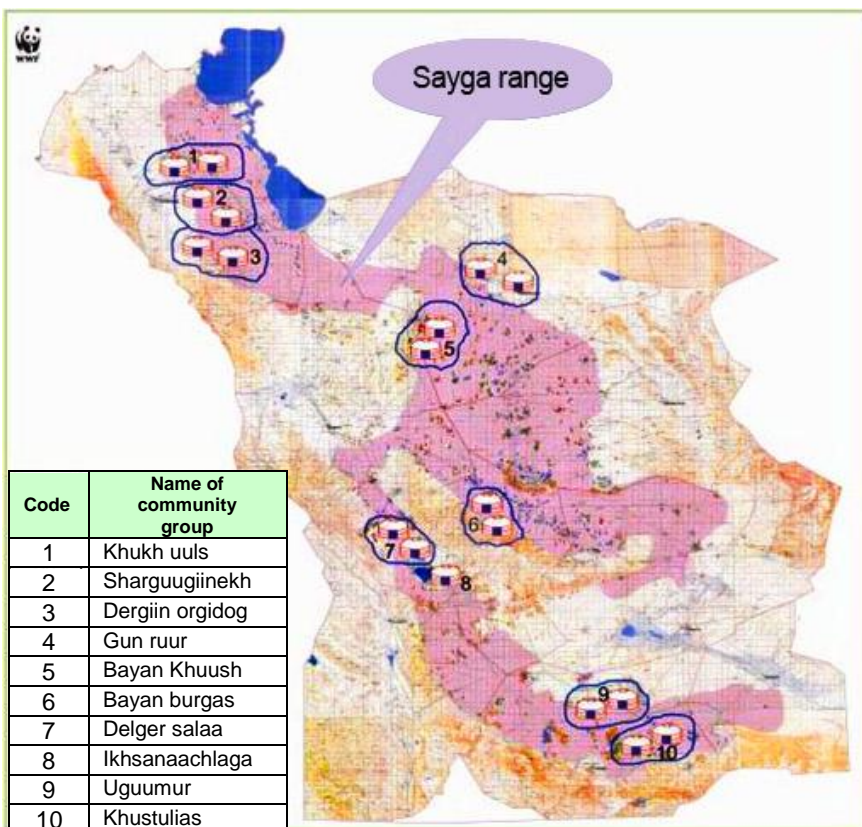 WWF
Sayga range
1
2
3
4
5
6
7
8
9
10
Code Name of community group
1 Khukh uuls
2 Sharguugiinekh
3 Dergiin orgidog
4 Gun ruur
5 Bayan Khuush
6 Bayan burgas
7 Delger salaa
8 Ikhsanaachlaga
9 Uguumur
10 Khustulias